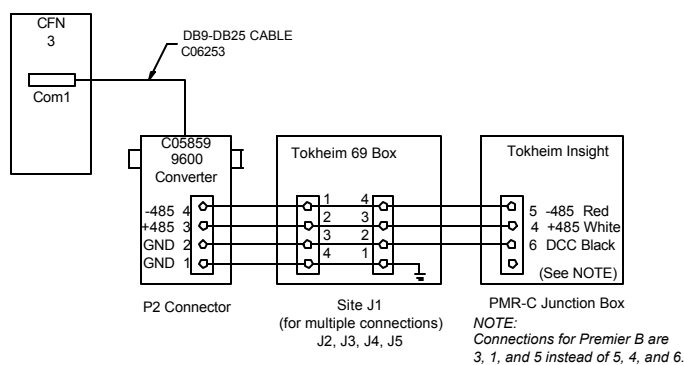 CFN
3
Com1
DB9-DB25 CABLE
C06253
C05859
9600
Converter
-485 4
+485 3
GND 2
GND 1
P2 Connector
Tokheim 69 Box
1 4
2 3
3 2
4 1
Site J1
(for multiple connections)
J2, J3, J4, J5
Tokheim Insight
5 -485 Red
4 +485 White
6 DCC Black
(See NOTE)
PMR-C Junction Box
NOTE:
Connections for Premier B are
3, 1, and 5 instead of 5, 4, and 6.